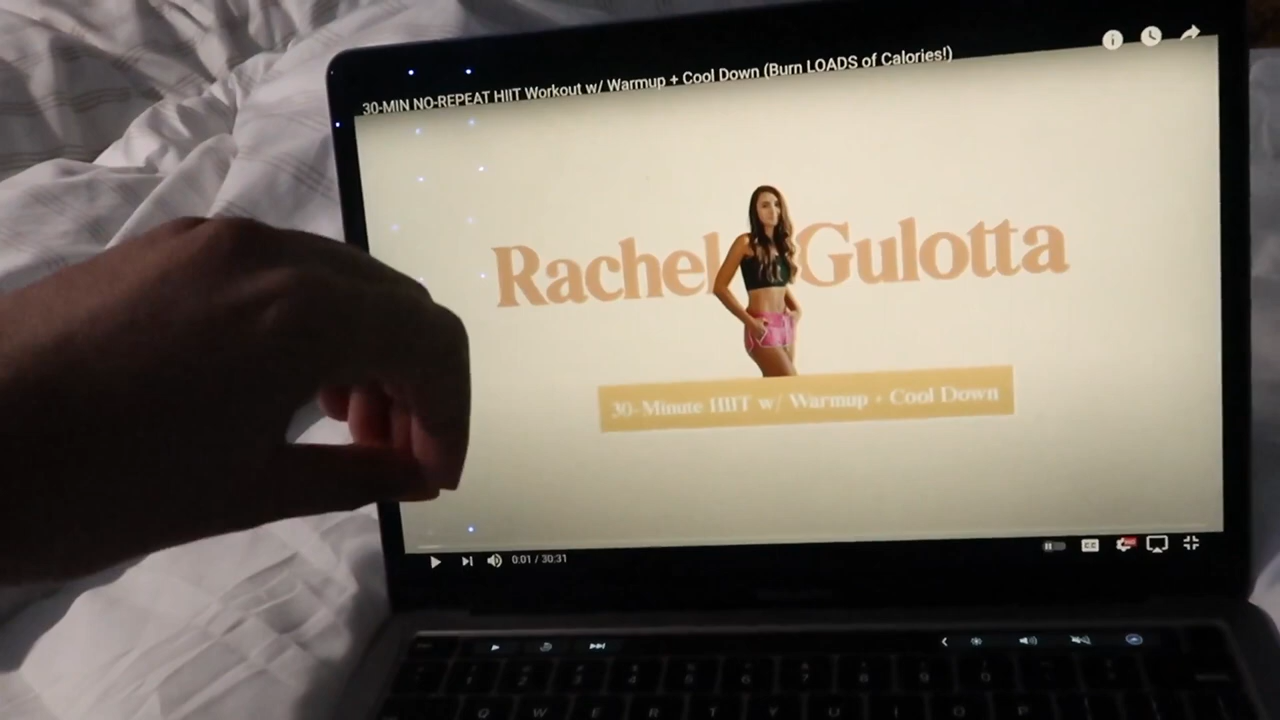 30-MIN NO-REPEAT HIIT Workout w/ Warmup + Cool Down (Burn LOADS of Calories!)
Rachel Gulotta
30-Minute HIIT w/ Warmup + Cool Down
0:01 / 30:31
Q W E R T Y U I O P